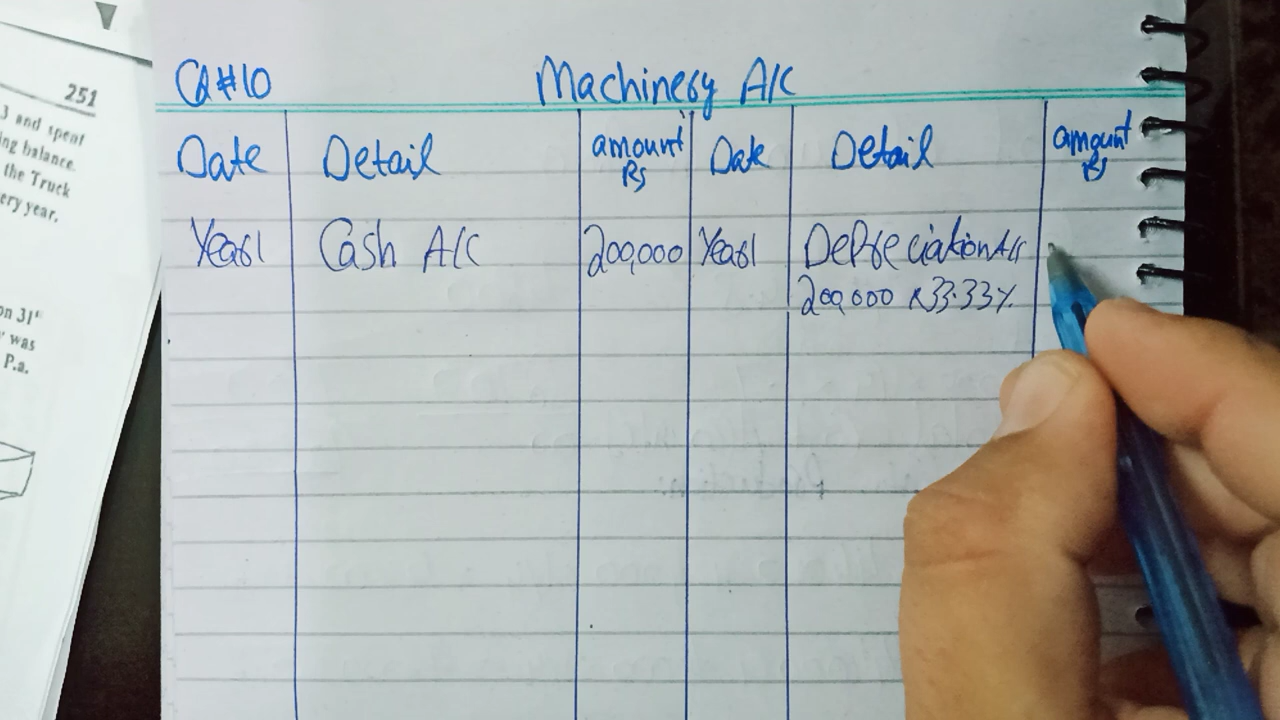 251
3 and spent
ing balance.
the Truck
ery year.
on 31st
was
P.a.
Q#10 Machinery A/C
Date Detail amount Rs Date Detail amount Rs
Year1 Cash A/C 200,000 Year1 Depreciation A/C
200,000 x 33.33%